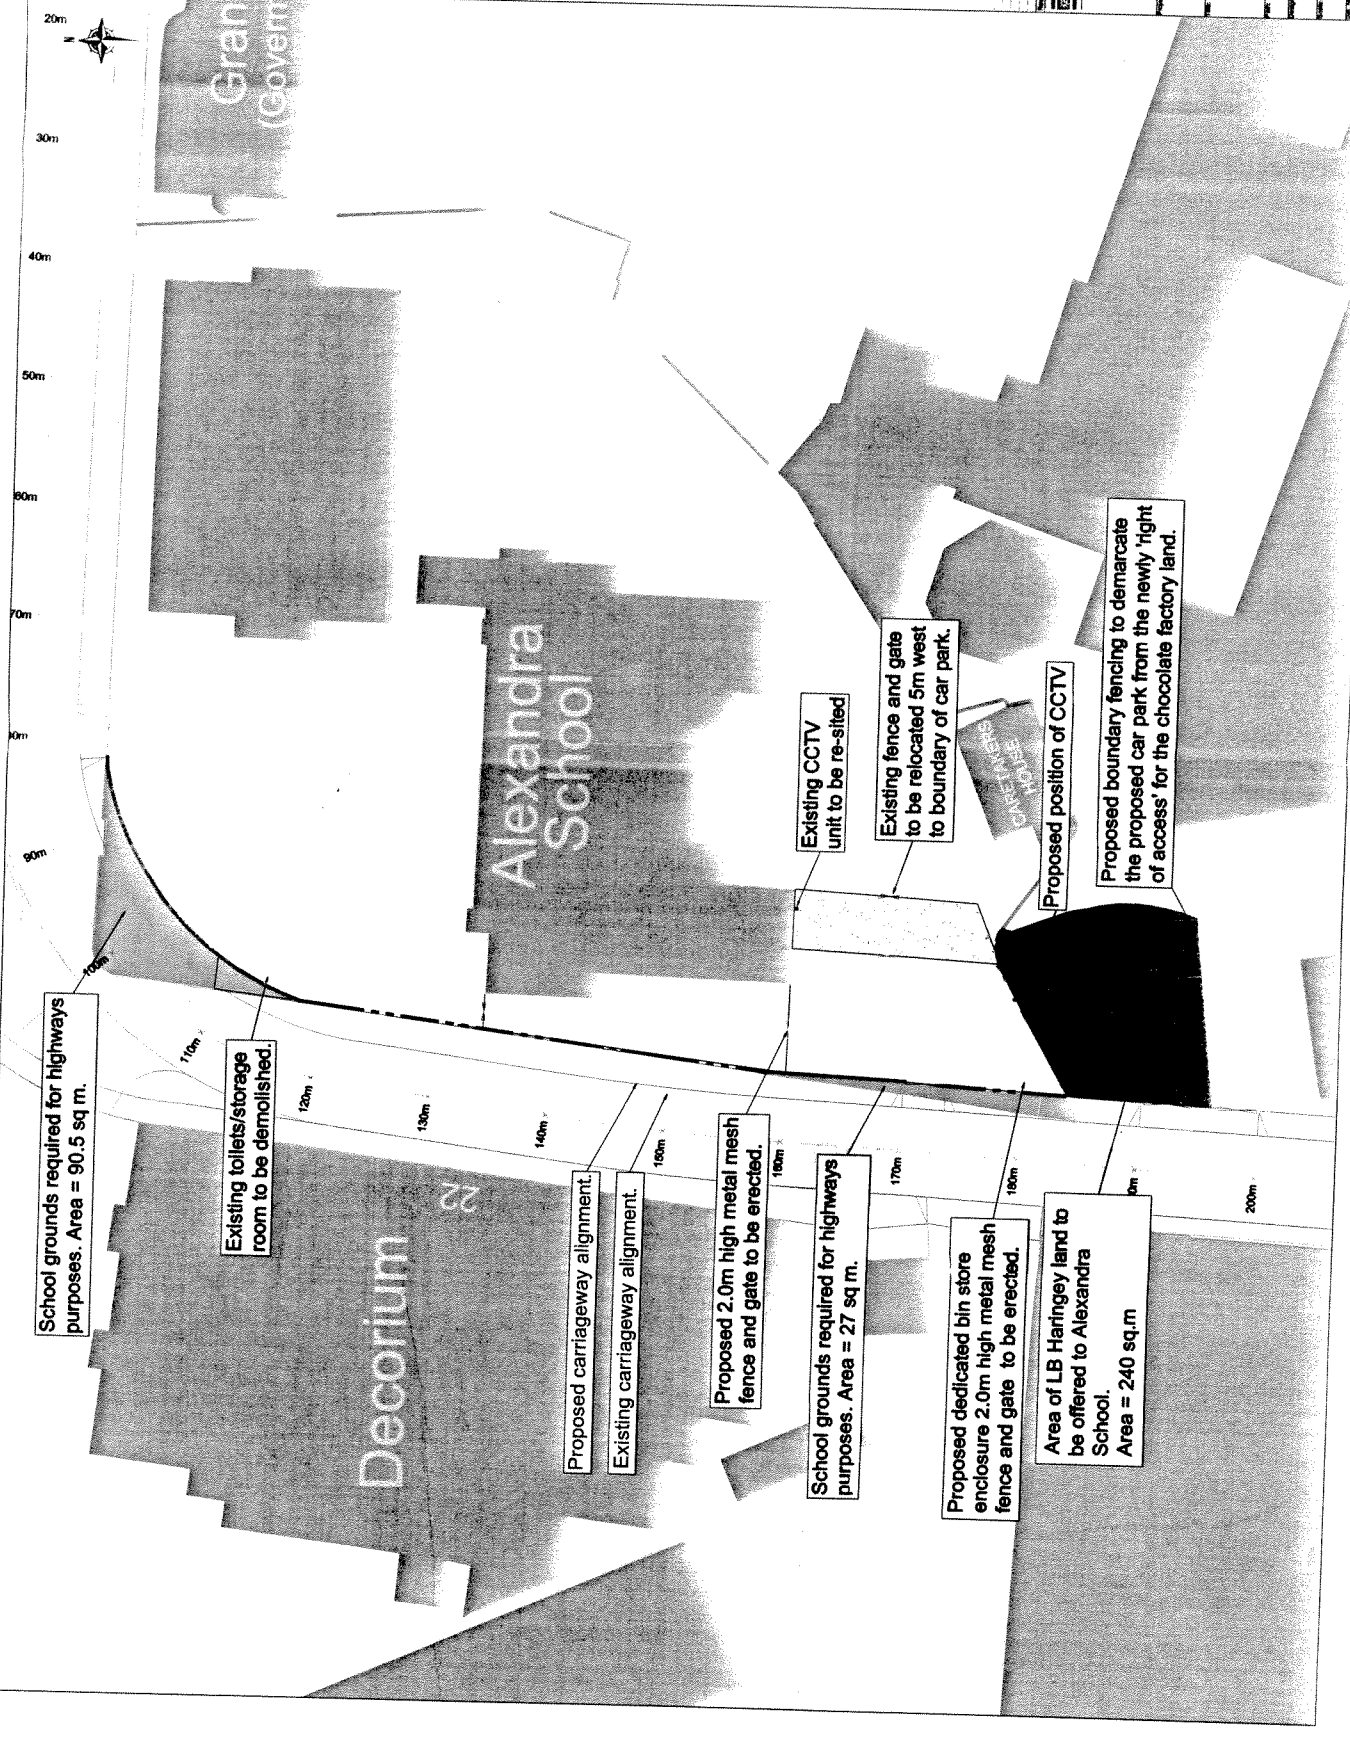 20m
N
30m
40m
50m
60m
70m
90m
100m
110m
120m
130m
140m
150m
160m
170m
180m
200m
Gran
(Govern
School grounds required for highways
purposes. Area = 90.5 sq m.
Existing toilets/storage
room to be demolished.
Decorium
22
Alexandra
School
Proposed carriageway alignment.
Existing carriageway alignment.
Proposed 2.0m high metal mesh
fence and gate to be erected.
Existing CCTV
unit to be re-sited
School grounds required for highways
purposes. Area = 27 sq m.
Existing fence and gate
to be relocated 5m west
to boundary of car park.
CARETAKERS
HOUSE
Proposed dedicated bin store
enclosure 2.0m high metal mesh
fence and gate to be erected.
Proposed position of CCTV
Area of LB Haringey land to
be offered to Alexandra
School.
Area = 240 sq.m
Proposed boundary fencing to demarcate
the proposed car park from the newly 'right
of access' for the chocolate factory land.